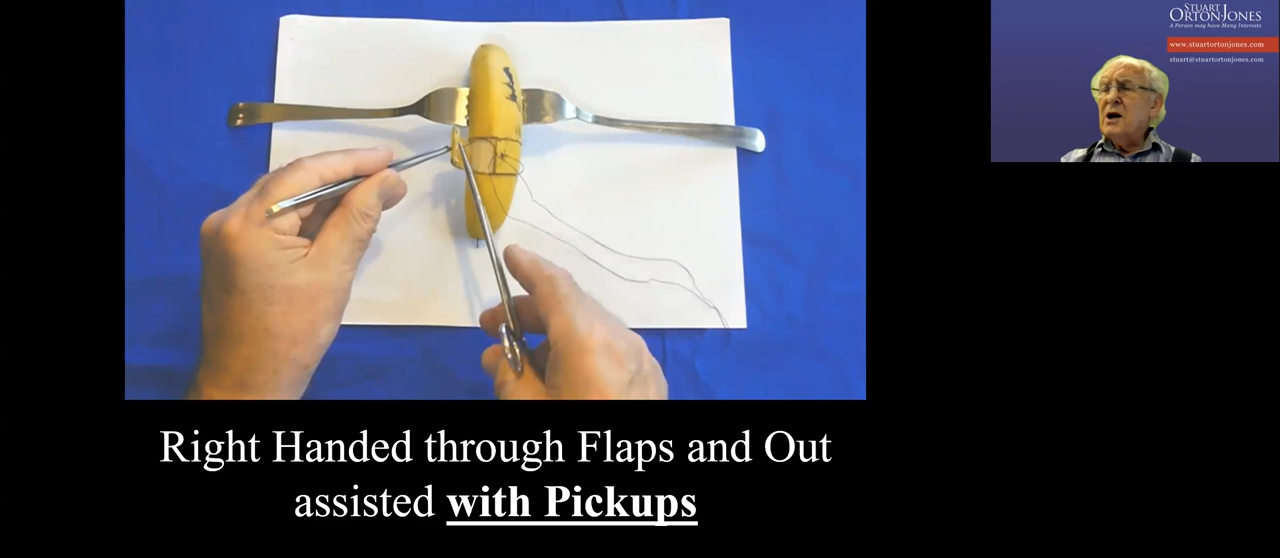 STUART
ORTON-JONES
A Person may have Many Interests
www.stuartortonjones.com
stuart@stuartortonjones.com
Right Handed through Flaps and Out
assisted with Pickups